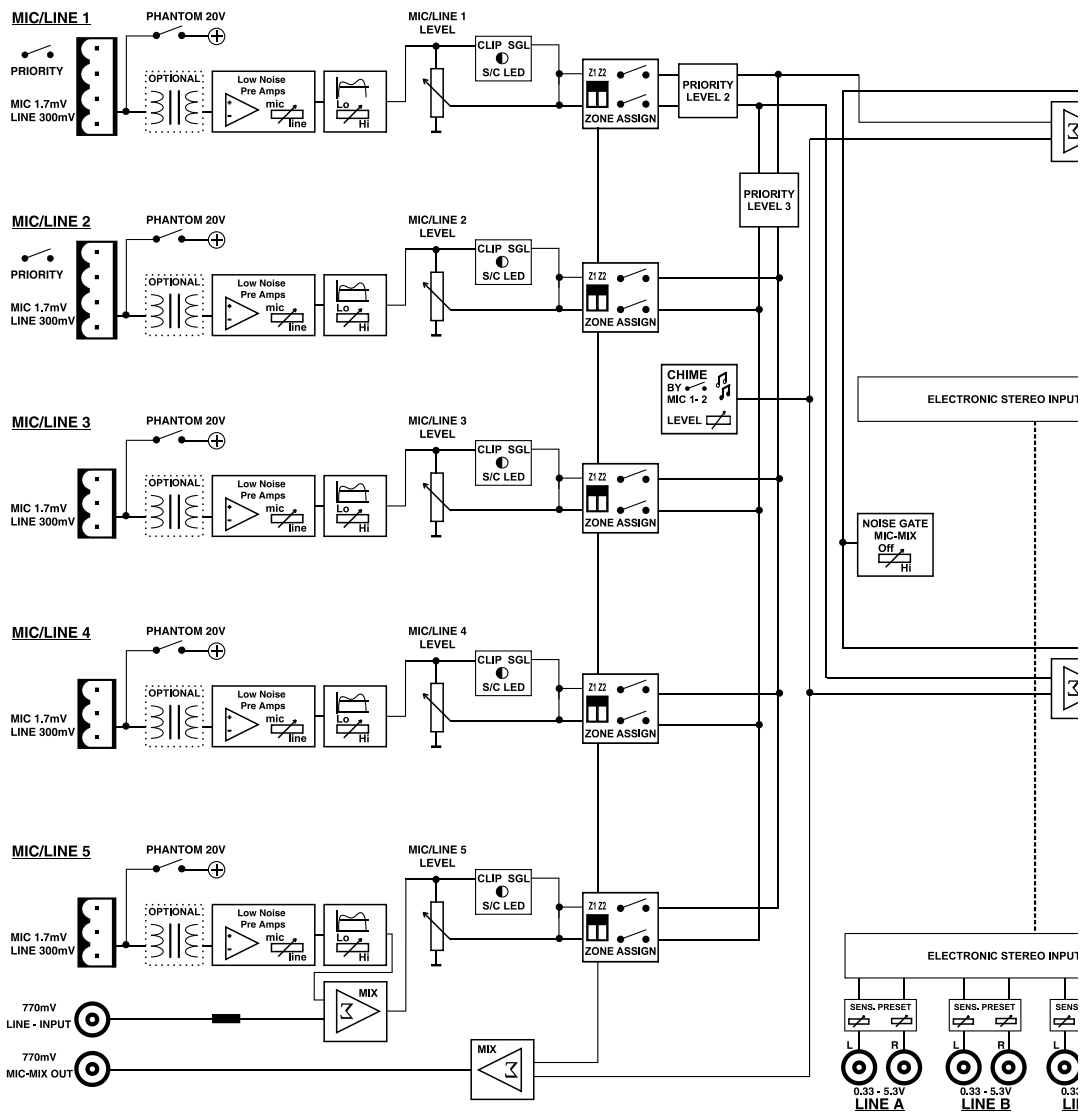 MIC/LINE 1
PHANTOM 20V
MIC/LINE 1
LEVEL
PRIORITY
MIC 1.7mV
LINE 300mV
OPTIONAL
Low Noise
Pre Amps
mic
line
Lo
Hi
CLIP SGL
S/C LED
Z1 Z2
ZONE ASSIGN
PRIORITY
LEVEL 2
Σ
PRIORITY
LEVEL 3
MIC/LINE 2
PHANTOM 20V
MIC/LINE 2
LEVEL
PRIORITY
MIC 1.7mV
LINE 300mV
OPTIONAL
Low Noise
Pre Amps
mic
line
Lo
Hi
CLIP SGL
S/C LED
Z1 Z2
ZONE ASSIGN
CHIME
BY
MIC 1- 2
LEVEL
ELECTRONIC STEREO INPUT
MIC/LINE 3
PHANTOM 20V
MIC/LINE 3
LEVEL
MIC 1.7mV
LINE 300mV
OPTIONAL
Low Noise
Pre Amps
mic
line
Lo
Hi
CLIP SGL
S/C LED
Z1 Z2
ZONE ASSIGN
NOISE GATE
MIC-MIX
Off
Hi
MIC/LINE 4
PHANTOM 20V
MIC/LINE 4
LEVEL
MIC 1.7mV
LINE 300mV
OPTIONAL
Low Noise
Pre Amps
mic
line
Lo
Hi
CLIP SGL
S/C LED
Z1 Z2
ZONE ASSIGN
Σ
MIC/LINE 5
PHANTOM 20V
MIC/LINE 5
LEVEL
MIC 1.7mV
LINE 300mV
OPTIONAL
Low Noise
Pre Amps
mic
line
Lo
Hi
CLIP SGL
S/C LED
Z1 Z2
ZONE ASSIGN
ELECTRONIC STEREO INPUT
770mV
LINE - INPUT
MIX
Σ
770mV
MIC-MIX OUT
MIX
Σ
SENS. PRESET
SENS. PRESET
SENS
L R
L R
L
0.33 - 5.3V
0.33 - 5.3V
0.33
LINE A
LINE B
LI